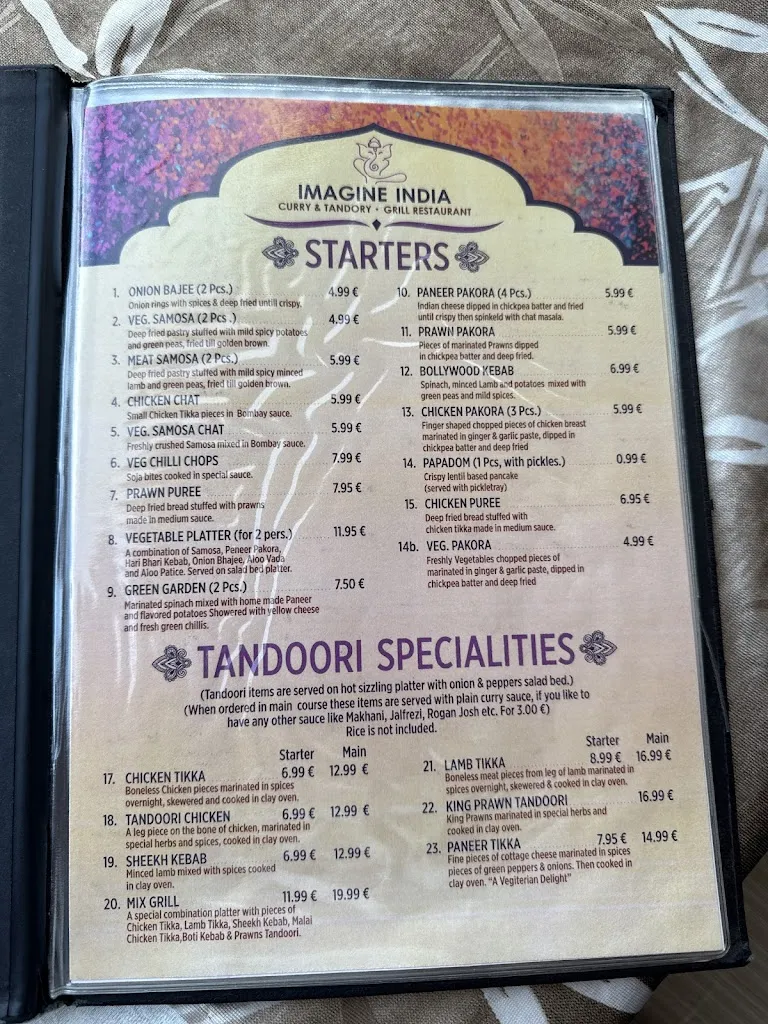 IMAGINE INDIA
CURRY & TANDORY • GRILL RESTAURANT
STARTERS
1. ONION BAJEE (2 Pcs.) 4.99 €
Onion rings with spices & deep fried untill crispy.
2. VEG. SAMOSA (2 Pcs .) 4.99 €
Deep fried pastry stuffed with mild spicy potatoes
and green peas, fried till golden brown.
3. MEAT SAMOSA (2 Pcs.) 5.99 €
Deep fried pastry stuffed with mild spicy minced
lamb and green peas, fried till golden brown.
4. CHICKEN CHAT 5.99 €
Small Chicken Tikka pieces in Bombay sauce.
5. VEG. SAMOSA CHAT 5.99 €
Freshly crushed Samosa mixed in Bombay sauce.
6. VEG CHILLI CHOPS 7.99 €
Soja bites cooked in special sauce.
7. PRAWN PUREE 7.95 €
Deep fried bread stuffed with prawns
made in medium sauce.
8. VEGETABLE PLATTER (for 2 pers.) 11.95 €
A combination of Samosa, Peneer Pakora,
Hari Bhari Kebab, Onion Bhajee, Aloo Vada
and Aloo Patice. Served on salad bed platter.
9. GREEN GARDEN (2 Pcs.) 7.50 €
Marinated spinach mixed with home made Paneer
and flavored potatoes Showered with yellow cheese
and fresh green chillis.
10. PANEER PAKORA (4 Pcs.) 5.99 €
Indian cheese dipped in chickpea batter and fried
until crispy then spinkeld with chat masala.
11. PRAWN PAKORA 5.99 €
Pieces of marinated Prawns dipped
in chickpea batter and deep fried.
12. BOLLYWOOD KEBAB 6.99 €
Spinach, minced Lamb and potatoes mixed with
green peas and mild spices.
13. CHICKEN PAKORA (3 Pcs.) 5.99 €
Finger shaped chopped pieces of chicken breast
marinated in ginger & garlic paste, dipped in
chickpea batter and deep fried
14. PAPADOM (1 Pcs, with pickles.) 0.99 €
Crispy lentil based pancake
(served with pickletray)
15. CHICKEN PUREE 6.95 €
Deep fried bread stuffed with
chicken tikka made in medium sauce.
14b. VEG. PAKORA 4.99 €
Freshly Vegetables chopped pieces of
marinated in ginger & garlic paste, dipped in
chickpea batter and deep fried
TANDOORI SPECIALITIES
(Tandoori items are served on hot sizzling platter with onion & peppers salad bed.)
(When ordered in main course these items are served with plain curry sauce, if you like to
have any other sauce like Makhani, Jalfrezi, Rogan Josh etc. For 3.00 €)
Rice is not included.
Starter Main
17. CHICKEN TIKKA 6.99 € 12.99 €
Boneless Chicken pieces marinated in spices
overnight, skewered and cooked in clay oven.
18. TANDOORI CHICKEN 6.99 € 12.99 €
A leg piece on the bone of chicken, marinated in
special herbs and spices, cooked in clay oven.
19. SHEEKH KEBAB 6.99 € 12.99 €
Minced lamb mixed with spices cooked
in clay oven.
20. MIX GRILL 11.99 € 19.99 €
A special combination platter with pieces of
Chicken Tikka, Lamb Tikka, Sheekh Kebab, Malai
Chicken Tikka,Boti Kebab & Prawns Tandoori.
Starter Main
21. LAMB TIKKA 8.99 € 16.99 €
Boneless meat pieces from leg of lamb marinated in
spices overnight, skewered & cooked in clay oven.
22. KING PRAWN TANDOORI 16.99 €
King Prawns marinated in special herbs and
cooked in clay oven.
23. PANEER TIKKA 7.95 € 14.99 €
Fine pieces of cottage cheese marinated in spices
pieces of green peppers & onions. Then cooked in
clay oven. "A Vegiterian Delight"